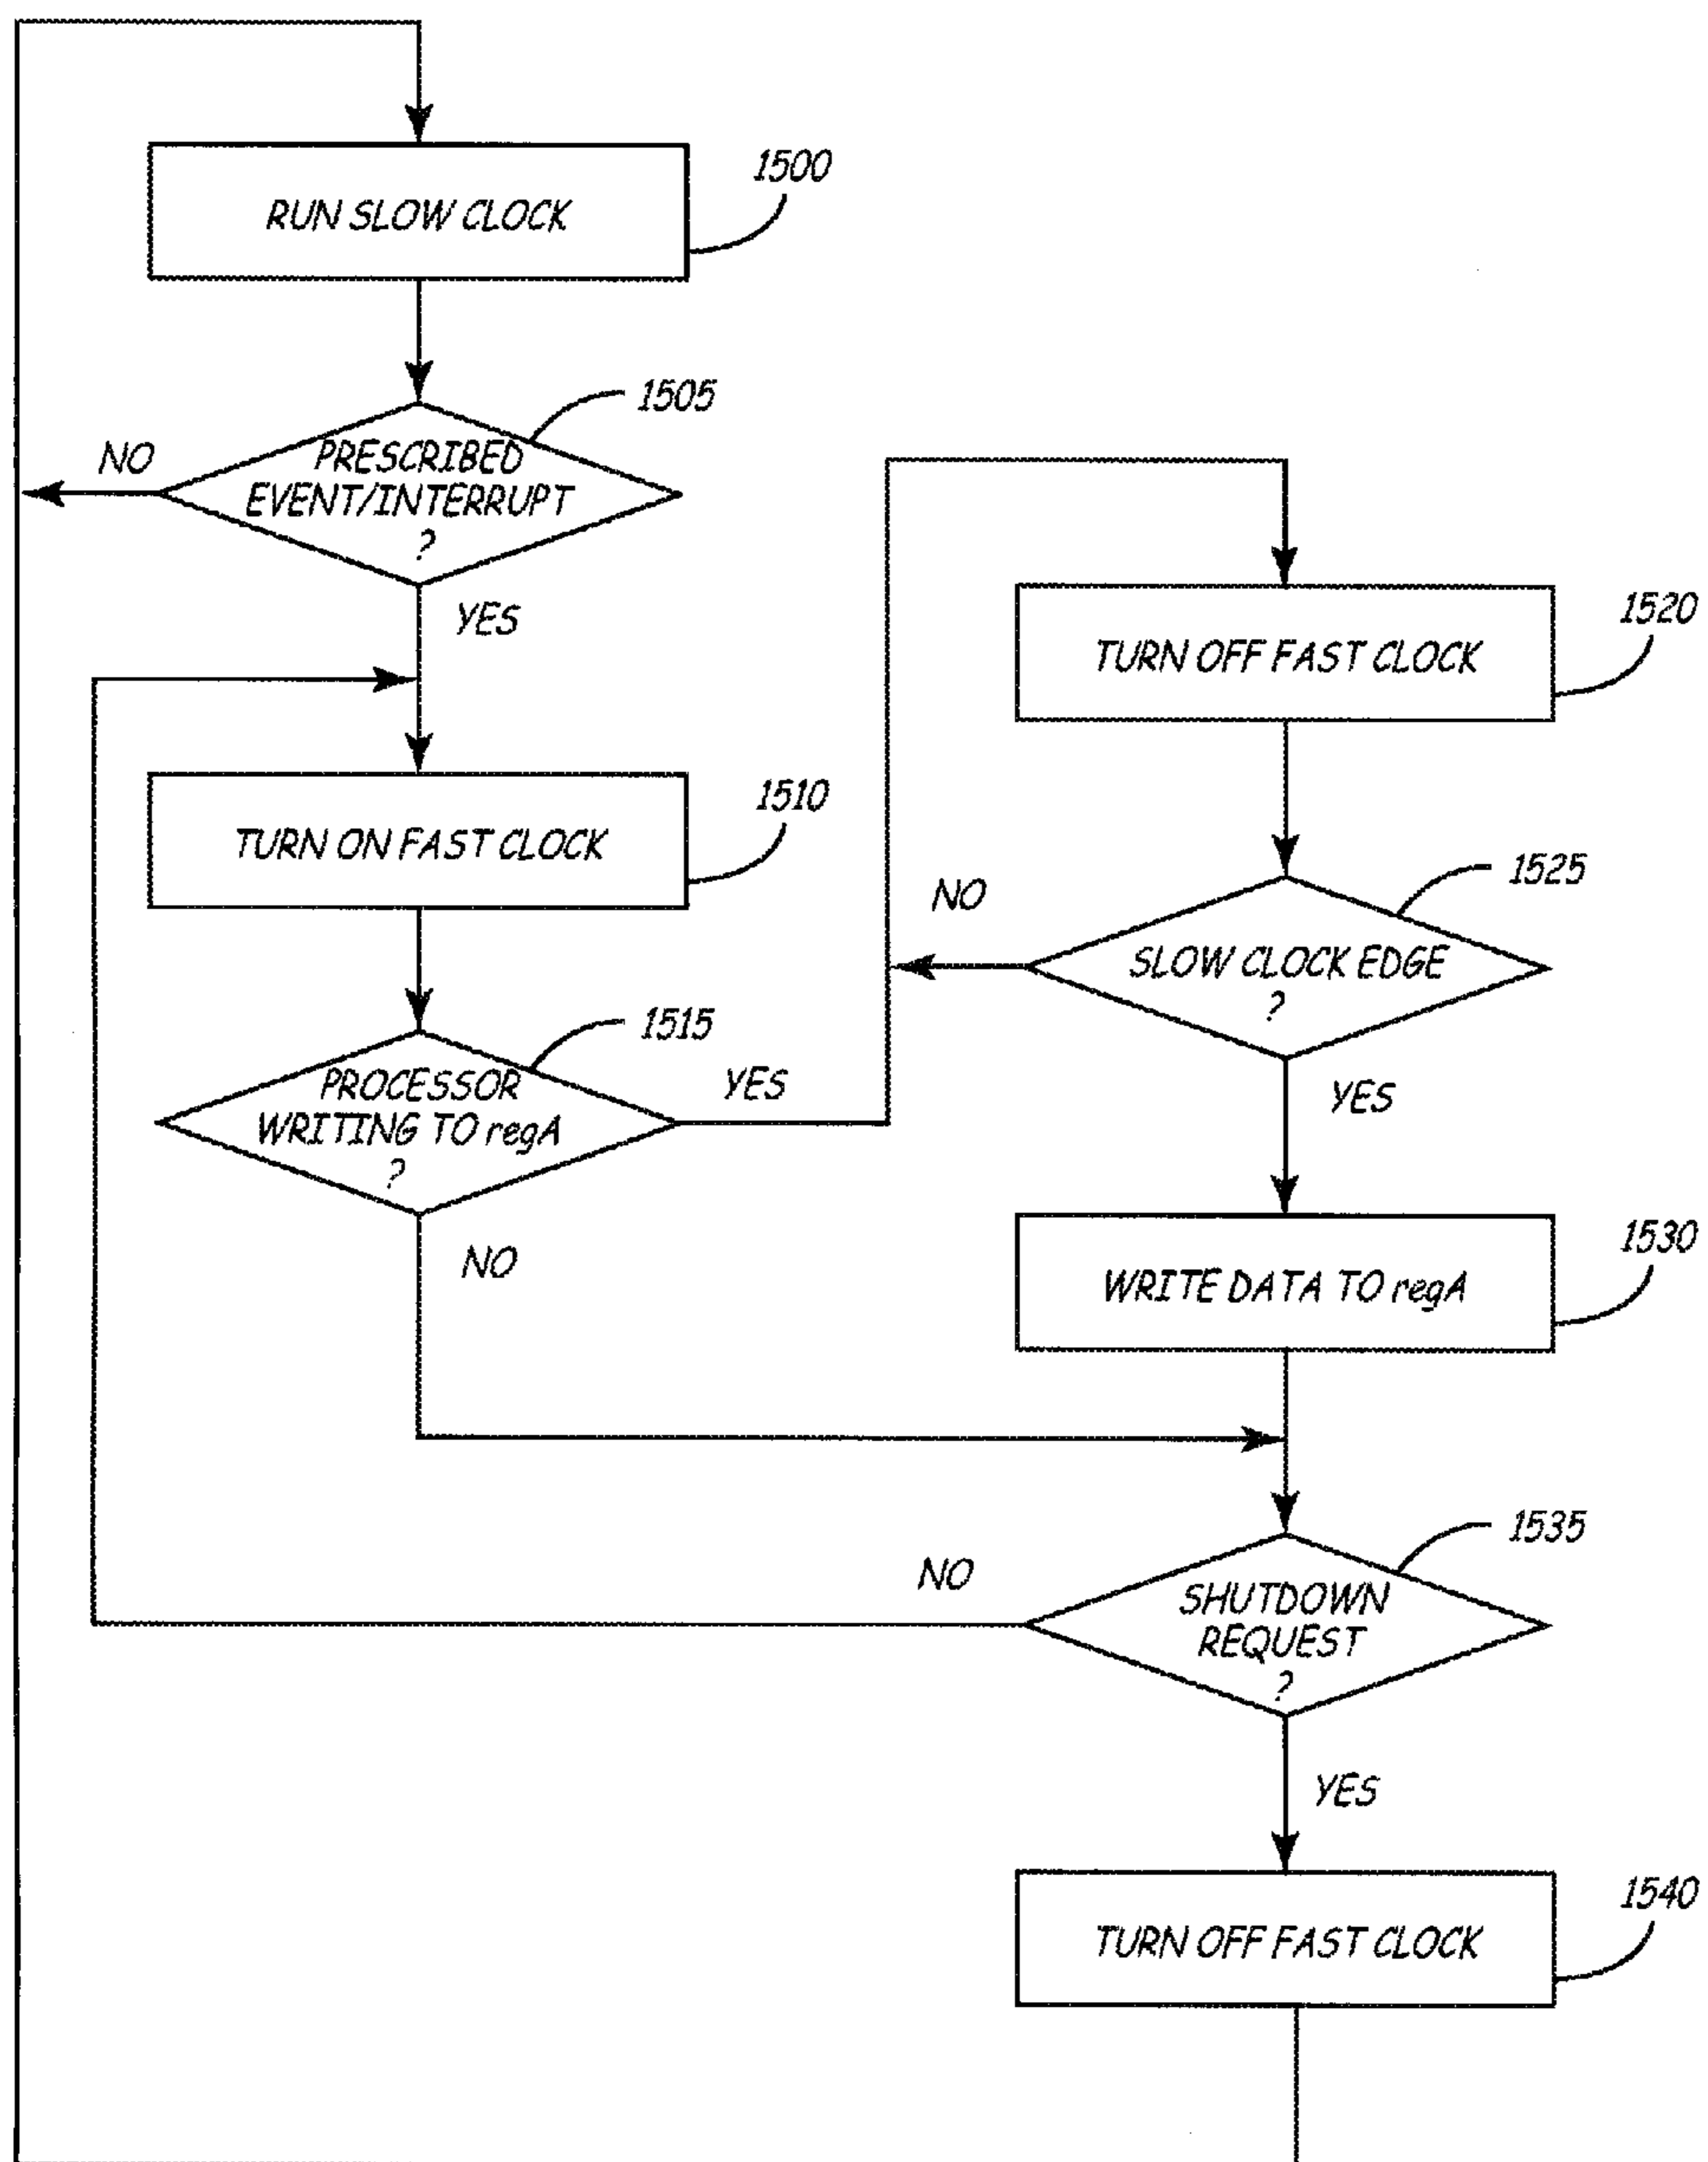 1500
RUN SLOW CLOCK
1505
PRESCRIBED
EVENT/INTERRUPT
?
NO
YES
1510
TURN ON FAST CLOCK
1515
PROCESSOR
WRITING TO regA
?
YES
NO
1520
TURN OFF FAST CLOCK
1525
SLOW CLOCK EDGE
?
NO
YES
1530
WRITE DATA TO regA
1535
SHUTDOWN
REQUEST
?
NO
YES
1540
TURN OFF FAST CLOCK